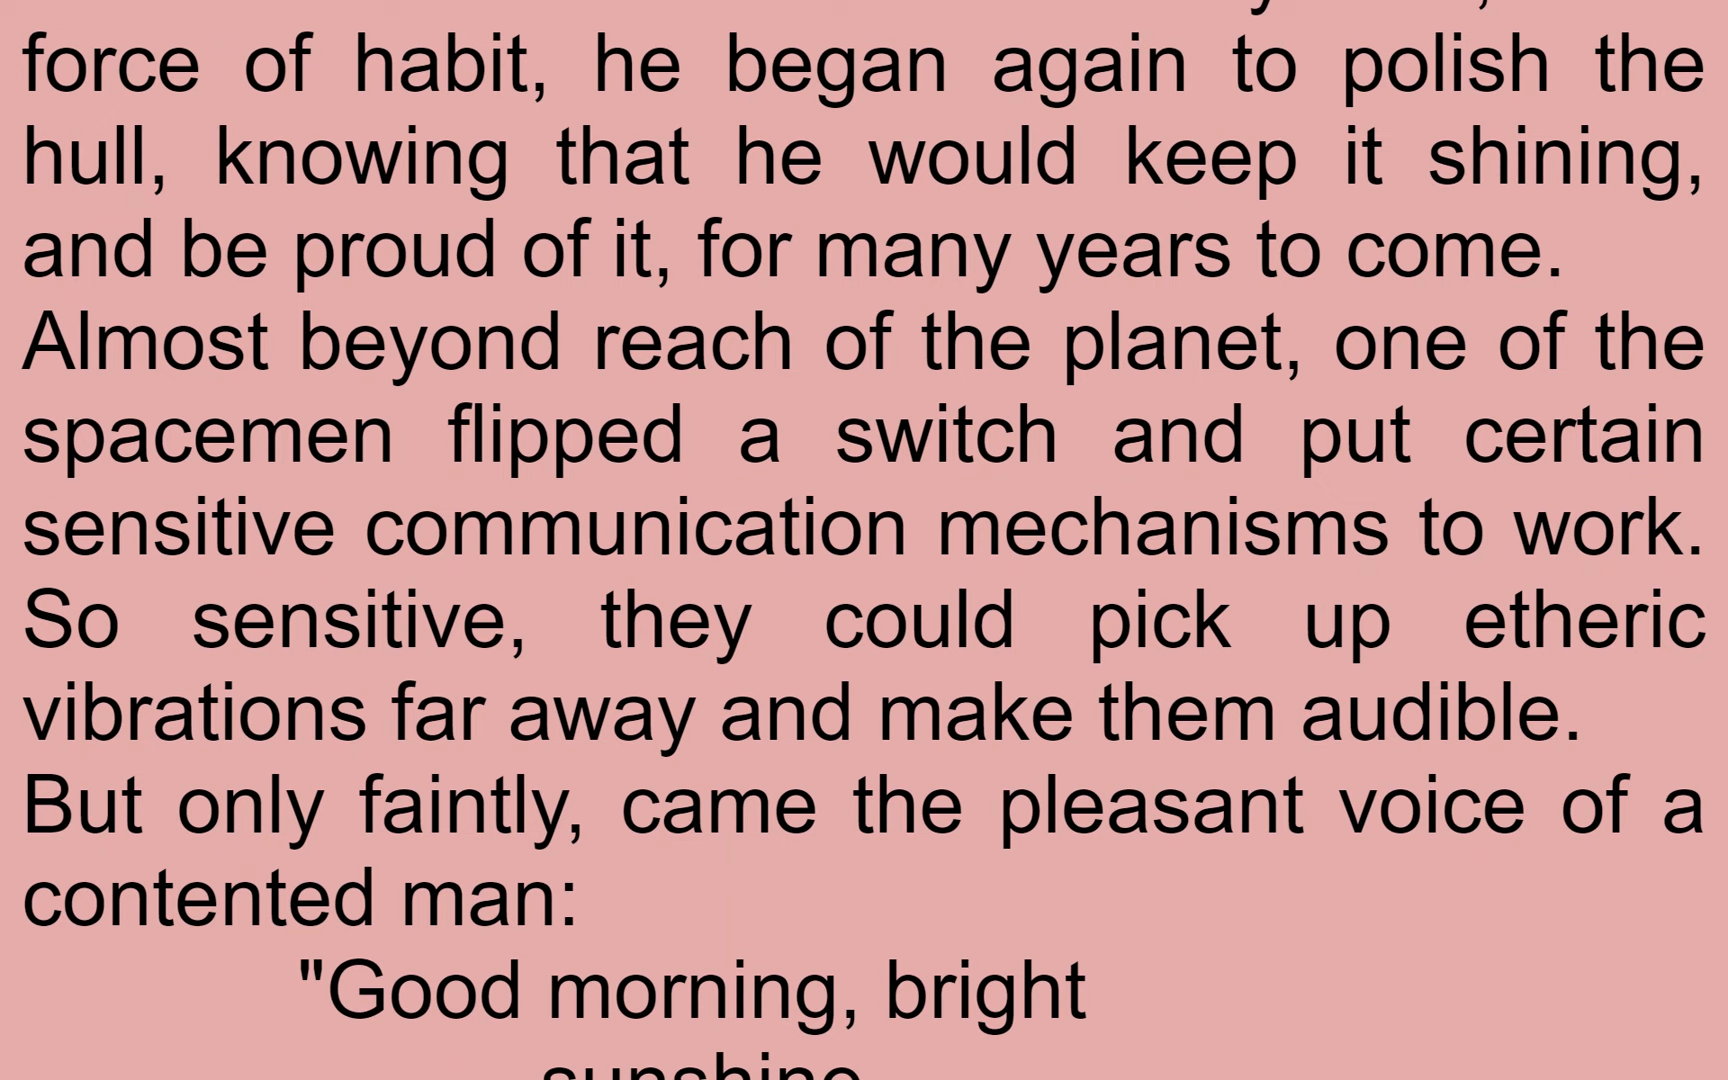 force of habit, he began again to polish the
hull, knowing that he would keep it shining,
and be proud of it, for many years to come.
Almost beyond reach of the planet, one of the
spacemen flipped a switch and put certain
sensitive communication mechanisms to work.
So sensitive, they could pick up etheric
vibrations far away and make them audible.
But only faintly, came the pleasant voice of a
contented man:
"Good morning, bright
sunshine